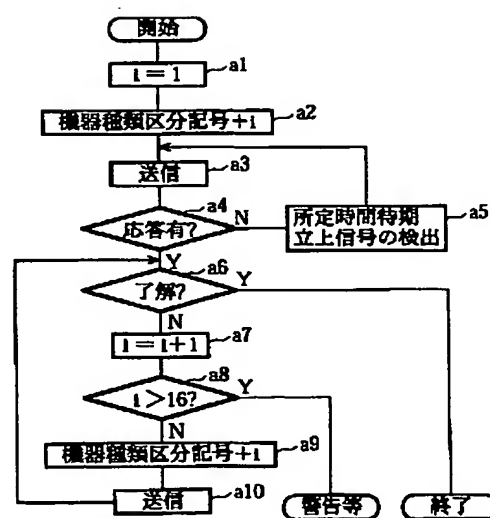 開始
i = 1
a1
機器種類区分記号+i
a2
送信
a3
応答有?
a4
N
所定時間待期
立上信号の検出
a5
Y
了解?
a6
Y
N
i = i+1
a7
i >16?
a8
Y
N
機器種類区分記号+i
a9
送信
a10
警告等
終了